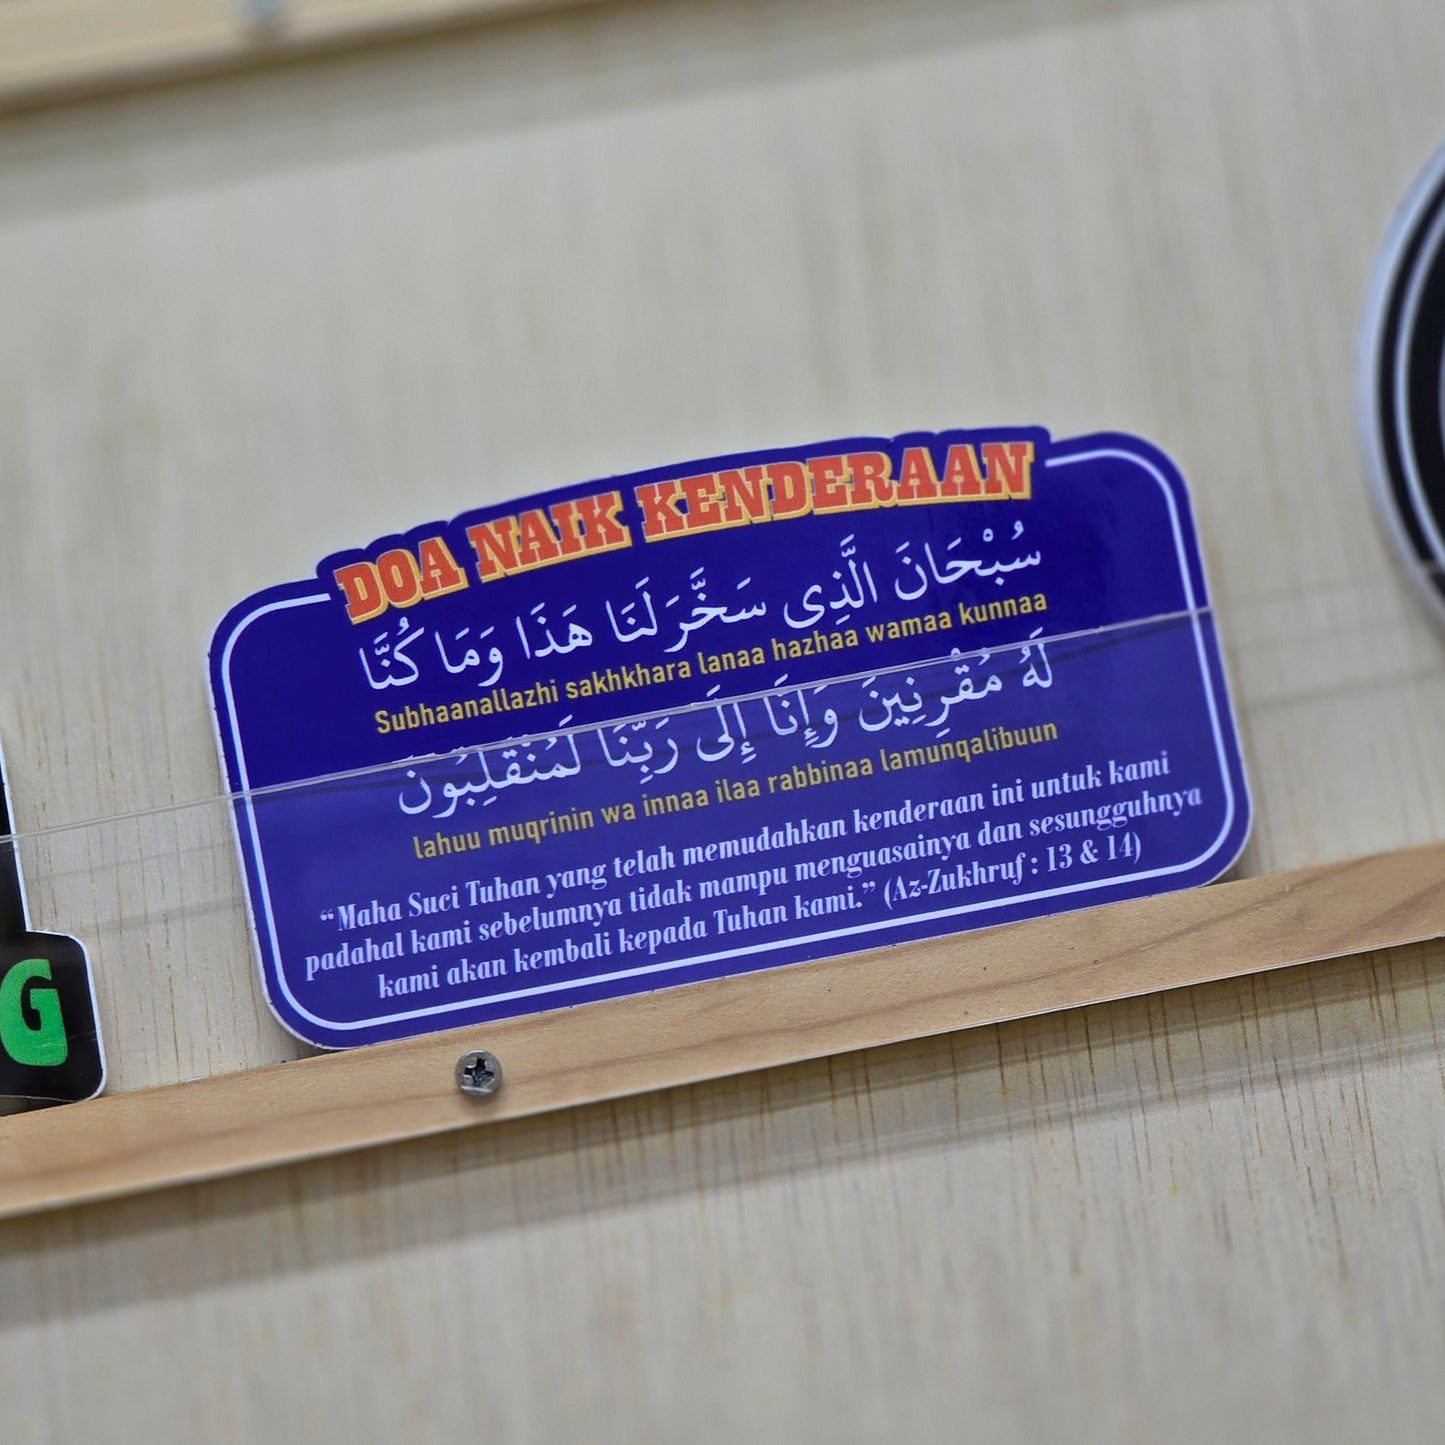 DOA NAIK KENDERAAN
سُبْحَانَ الَّذِى سَخَّرَلَنَا هَذَا وَمَا كُنَّا
Subhaanallazhi sakhkhara lanaa hazhaa wamaa kunnaa
لَهُ مُقْرِنِينَ وَإِنَّا إِلَى رَبِّنَا لَمُنْقَلِبُونَ
lahuu muqrinin wa innaa ilaa rabbinaa lamunqalibuun
“Maha Suci Tuhan yang telah memudahkan kenderaan ini untuk kami
padahal kami sebelumnya tidak mampu menguasainya dan sesungguhnya
kami akan kembali kepada Tuhan kami.” (Az-Zukhruf : 13 & 14)
G